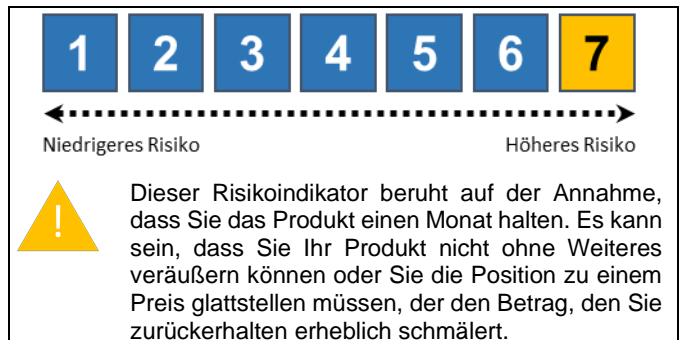 1 2 3 4 5 6 7
Niedrigeres Risiko Höheres Risiko
!
Dieser Risikoindikator beruht auf der Annahme,
dass Sie das Produkt einen Monat halten. Es kann
sein, dass Sie Ihr Produkt nicht ohne Weiteres
veräußern können oder Sie die Position zu einem
Preis glattstellen müssen, der den Betrag, den Sie
zurückerhalten erheblich schmälert.